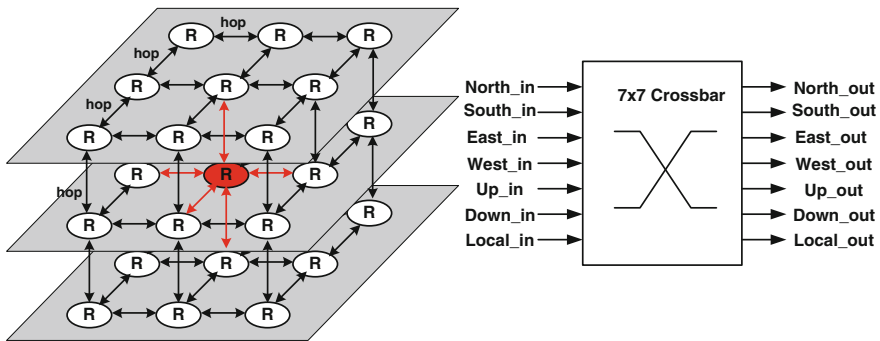 hop
R R R
hop
R R R
hop
R R R
R
R R R
hop
R R R
R
R R R
R R R
7x7 Crossbar
North_in
South_in
East_in
West_in
Up_in
Down_in
Local_in
North_out
South_out
East_out
West_out
Up_out
Down_out
Local_out